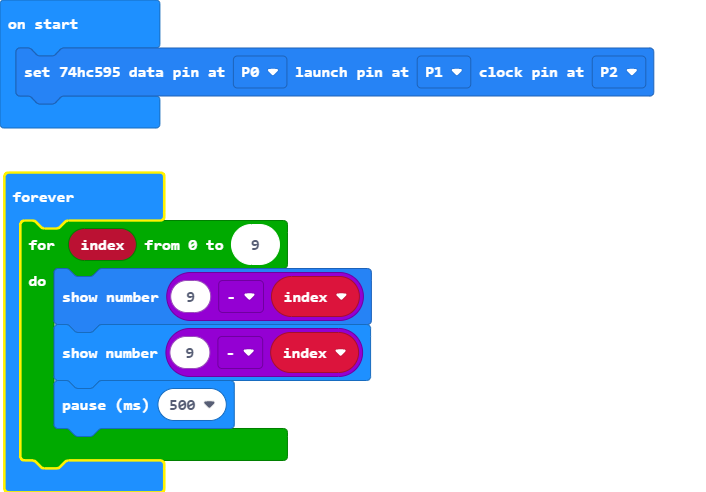 on start
set 74hc595 data pin at P0 launch pin at P1 clock pin at P2
forever
for index from 0 to 9
do
show number 9 - index
show number 9 - index
pause (ms) 500